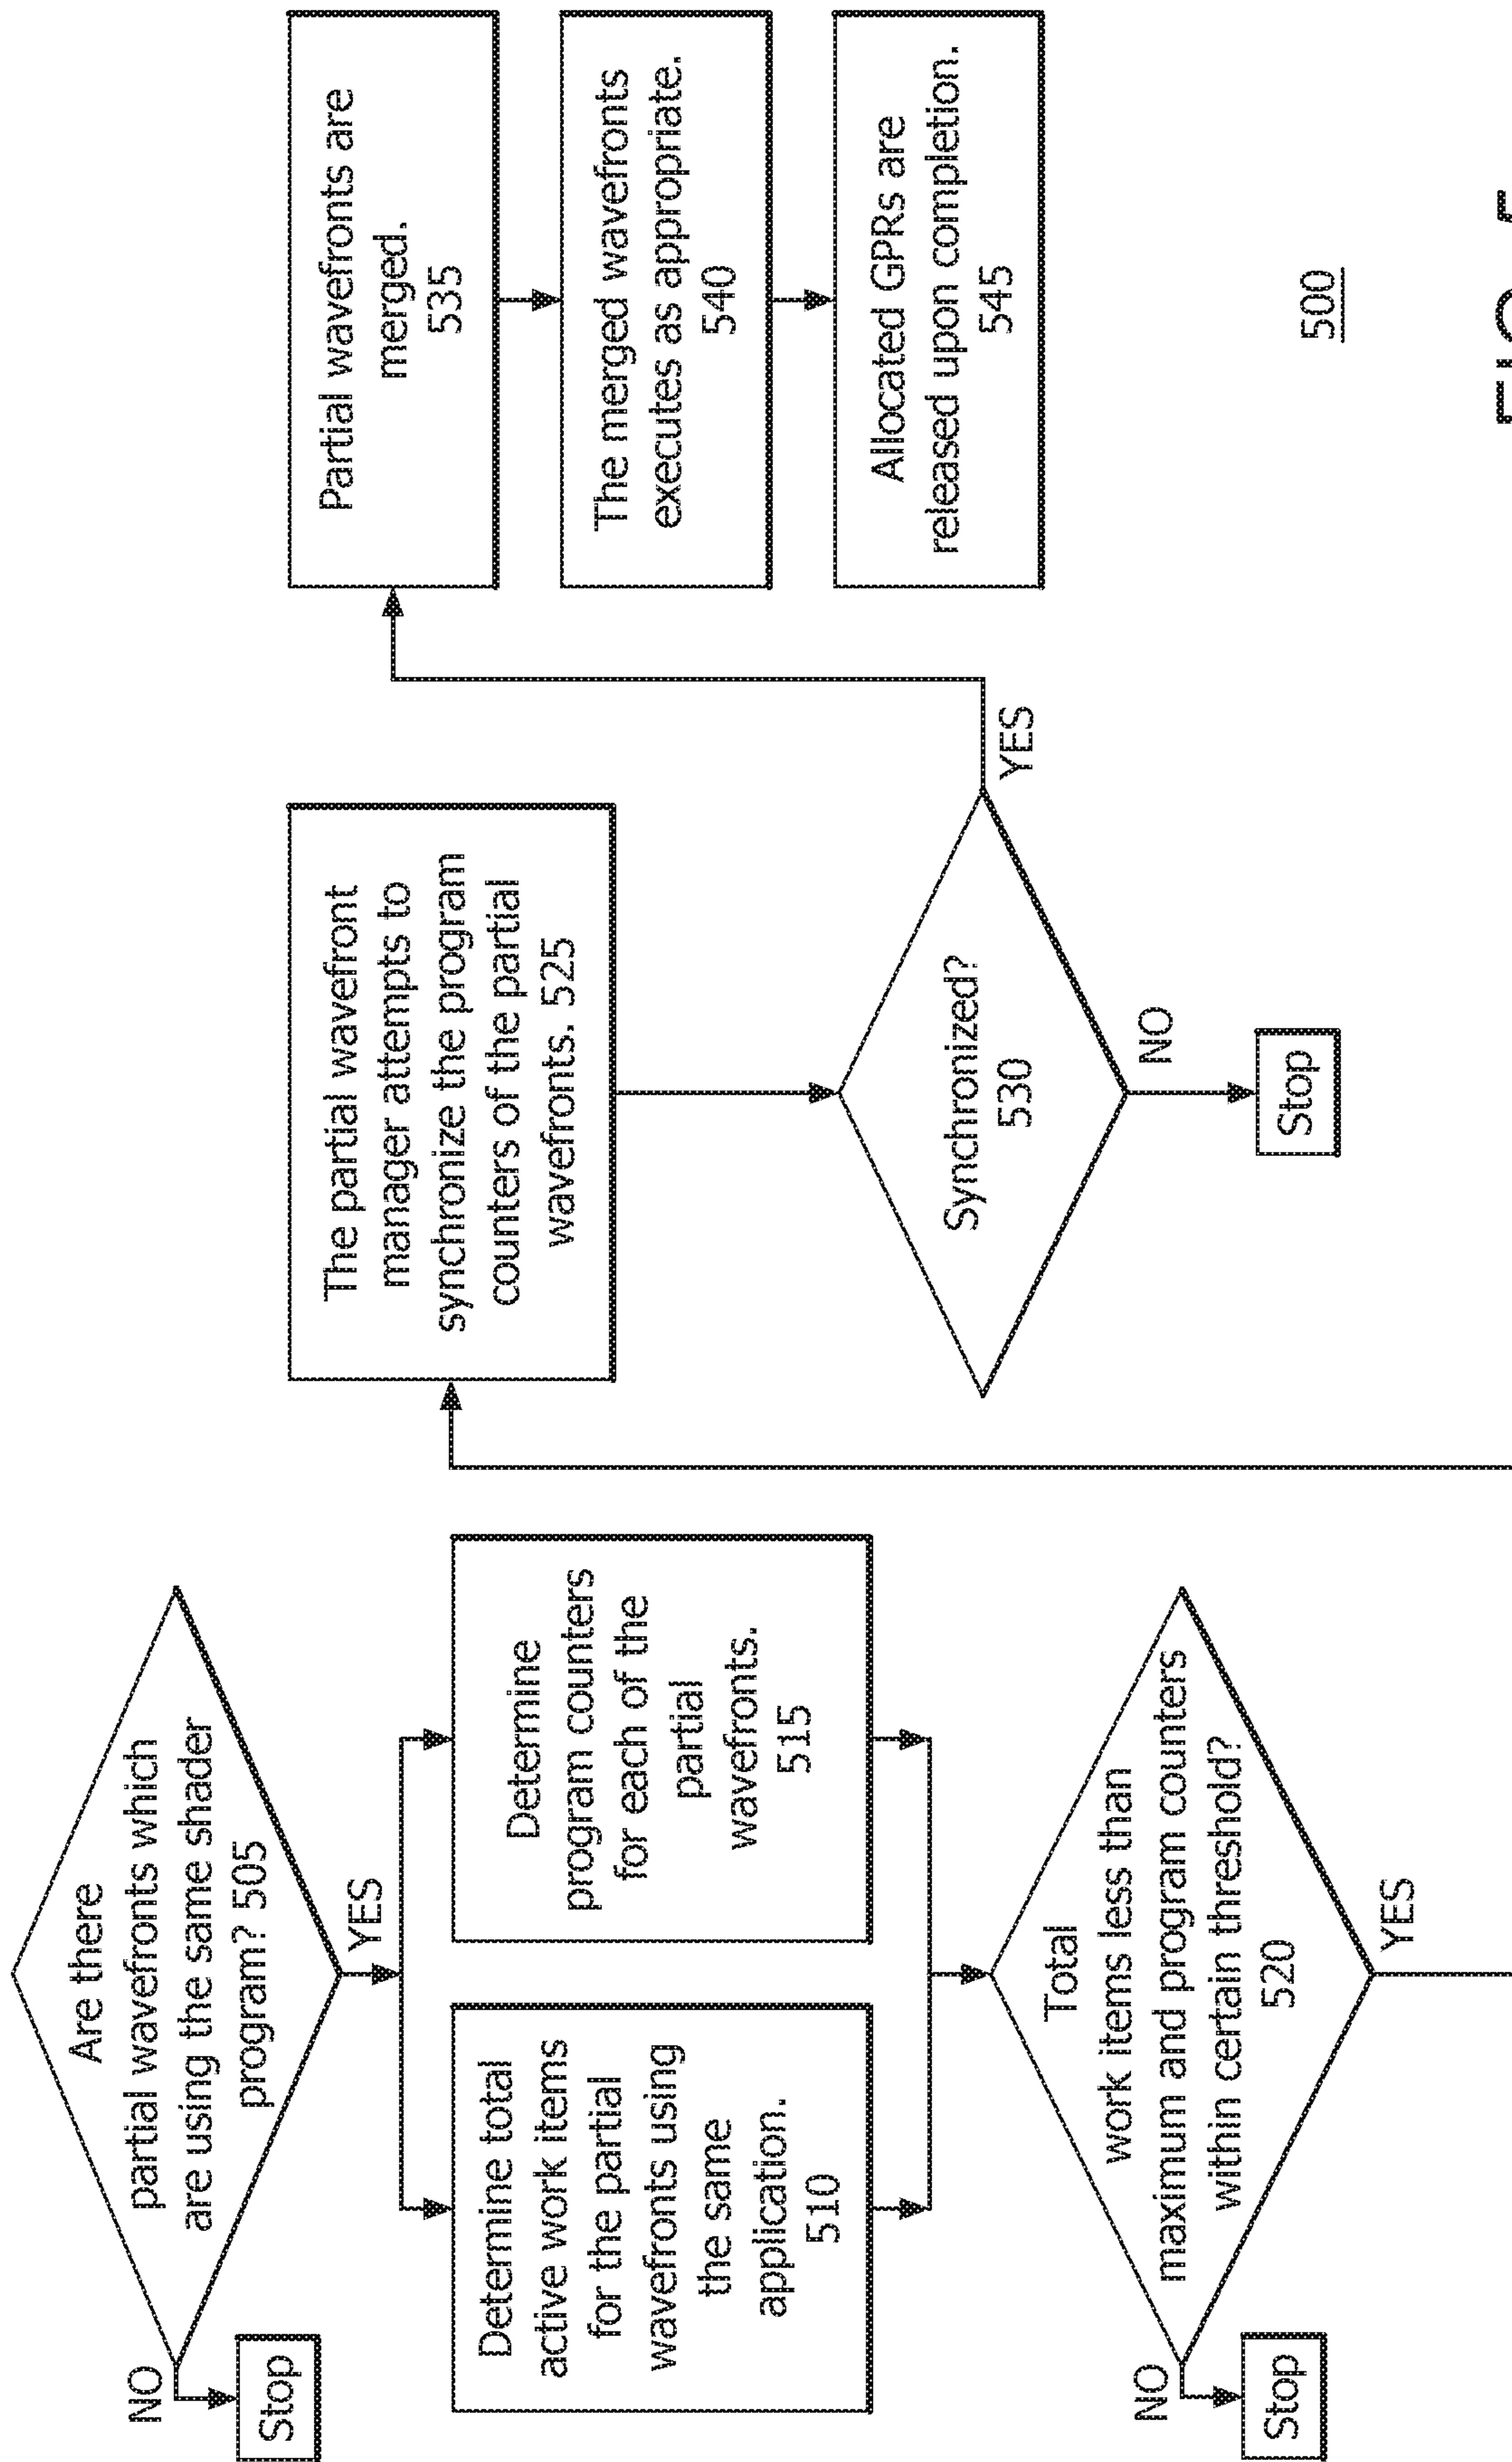 Are there
partial wavefronts which
are using the same shader
program? 505
NO
Stop
YES
Determine total
active work items
for the partial
wavefronts using
the same
application.
510
Determine
program counters
for each of the
partial
wavefronts.
515
Total
work items less than
maximum and program counters
within certain threshold?
520
NO
Stop
YES
The partial wavefront
manager attempts to
synchronize the program
counters of the partial
wavefronts. 525
Synchronized?
530
NO
Stop
YES
Partial wavefronts are
merged.
535
The merged wavefronts
executes as appropriate.
540
Allocated GPRs are
released upon completion.
545
500